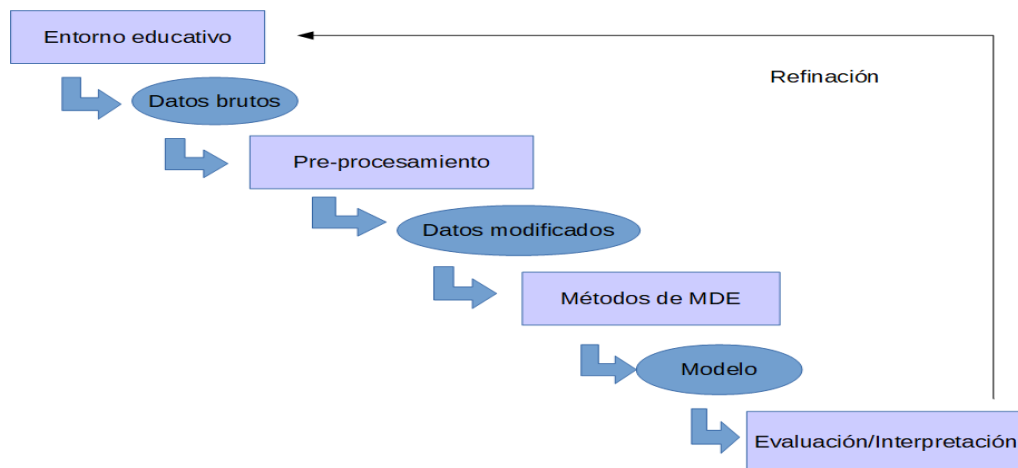 Entorno educativo
Refinación
Datos brutos
Pre-procesamiento
Datos modificados
Métodos de MDE
Modelo
Evaluación/Interpretación